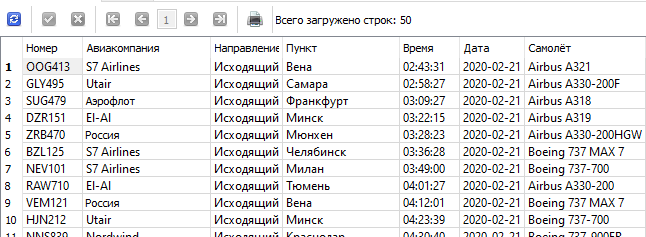 1 Всего загружено строк: 50
Номер Авиакомпания Направление Пункт Время Дата Самолёт
1 OOG413 S7 Airlines Исходящий Вена 02:43:31 2020-02-21 Airbus A321
2 GLY495 Utair Исходящий Самара 02:58:27 2020-02-21 Airbus A330-200F
3 SUG479 Аэрофлот Исходящий Франкфурт 03:09:27 2020-02-21 Airbus A318
4 DZR151 El-Al Исходящий Минск 03:22:15 2020-02-21 Airbus A319
5 ZRB470 Россия Исходящий Мюнхен 03:28:23 2020-02-21 Airbus A330-200HGW
6 BZL125 S7 Airlines Исходящий Челябинск 03:36:28 2020-02-21 Boeing 737 MAX 7
7 NEV101 S7 Airlines Исходящий Милан 03:49:00 2020-02-21 Boeing 737-700
8 RAW710 El-Al Исходящий Тюмень 04:01:27 2020-02-21 Airbus A330-200
9 VEM121 Россия Исходящий Вена 04:12:01 2020-02-21 Boeing 737 MAX 7
10 HJN212 Utair Исходящий Минск 04:23:39 2020-02-21 Boeing 737-700
11 Nordwind Исходящий Краснодар 2020-02-21